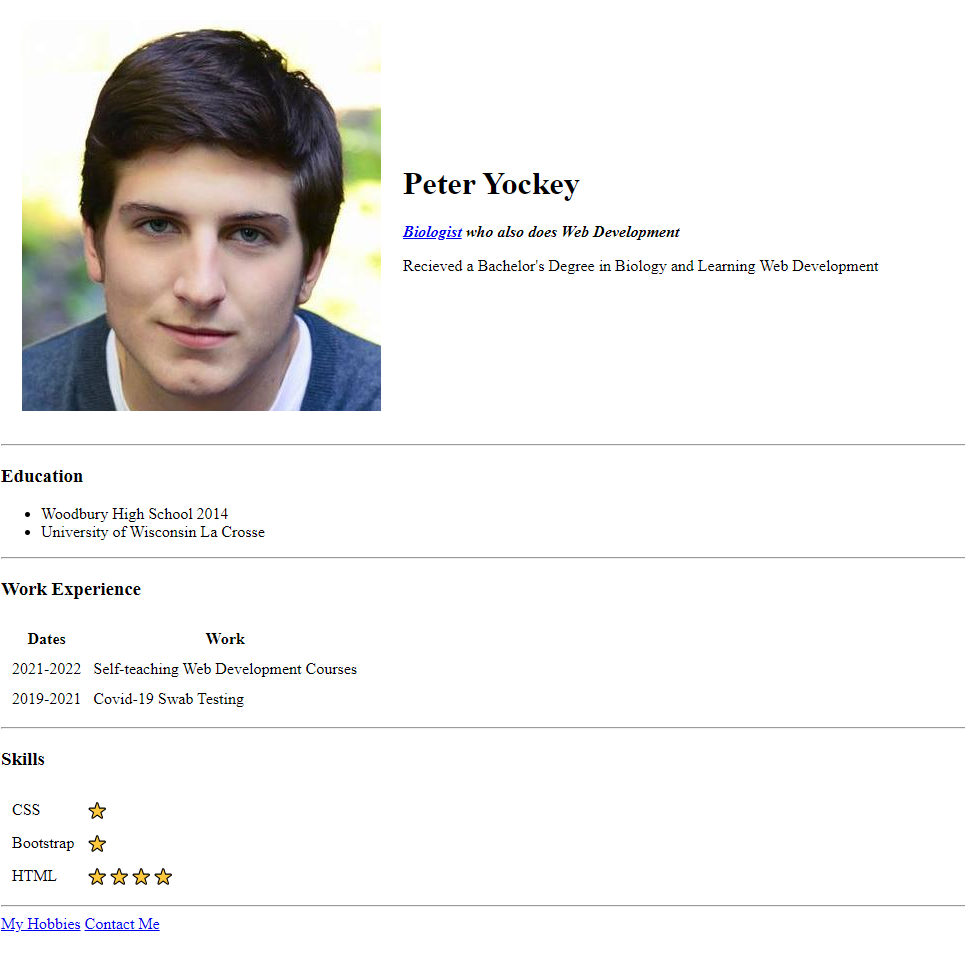 Peter Yockey
Biologist who also does Web Development
Recieved a Bachelor's Degree in Biology and Learning Web Development
Education
Woodbury High School 2014
University of Wisconsin La Crosse
Work Experience
Dates Work
2021-2022 Self-teaching Web Development Courses
2019-2021 Covid-19 Swab Testing
Skills
CSS
Bootstrap
HTML
My Hobbies Contact Me